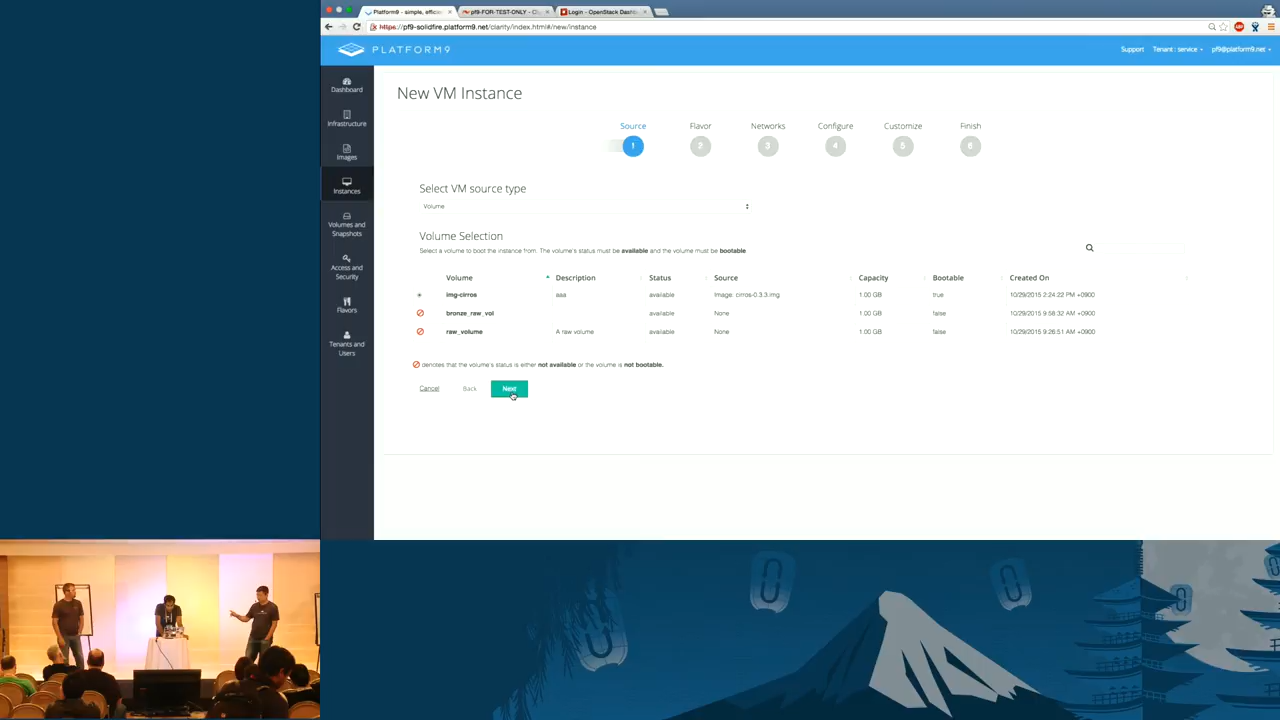 Platform9 - simple, efficie
pf9-FOR-TEST-ONLY - C
Login - OpenStack Dashb
https://pf9-solidfire.platform9.net/clarity/index.html#/new/instance
PLATFORM9
Support
Tenant : service
pf9@platform9.net
Dashboard
Infrastructure
Images
Instances
Volumes and
Snapshots
Access and
Security
Flavors
Tenants and
Users
New VM Instance
Source Flavor Networks Configure Customize Finish
1 2 3 4 5 6
Select VM source type
Volume
Volume Selection
Select a volume to boot the instance from. The volume's status must be available and the volume must be bootable
Volume Description Status Source Capacity Bootable Created On
img-cirros aaa available Image: cirros-0.3.3.img 1.00 GB true 10/29/2015 2:24:22 PM +0900
bronze_raw_vol available None 1.00 GB false 10/29/2015 9:58:32 AM +0900
raw_volume A raw volume available None 1.00 GB false 10/29/2015 9:26:51 AM +0900
denotes that the volume's status is either not available or the volume is not bootable.
Cancel Back Next